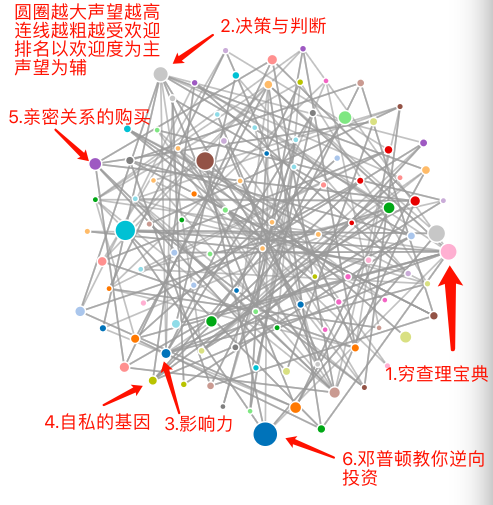 圆圈越大声望越高
连线越粗越受欢迎
排名以欢迎度为主
声望为辅
2.决策与判断
5.亲密关系的购买
1.穷查理宝典
4.自私的基因
3.影响力
6.邓普顿教你逆向
投资